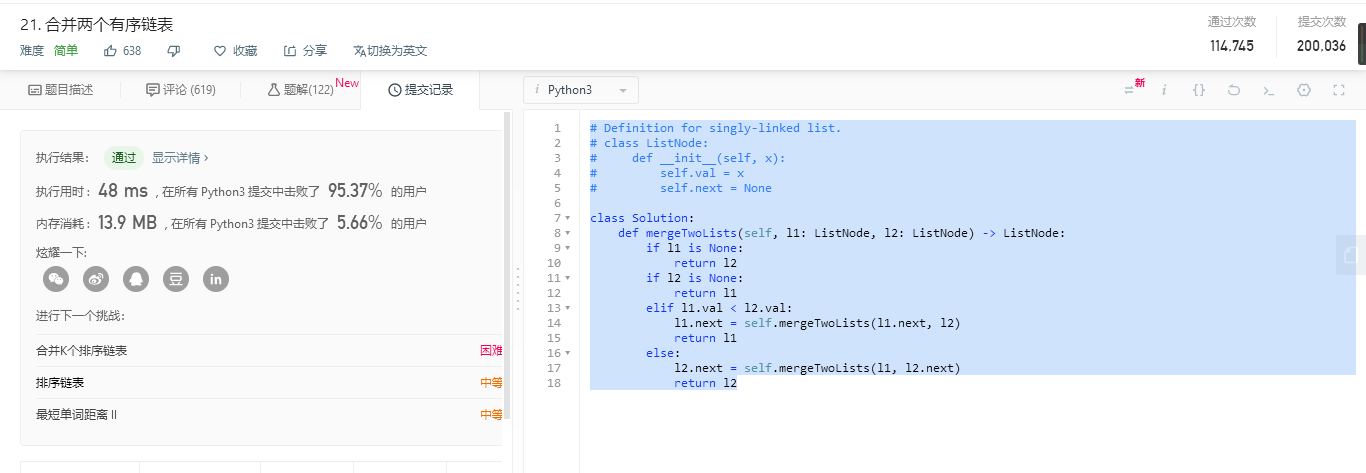 21. 合并两个有序链表
难度 简单 638 收藏 分享 切换为英文
通过次数 提交次数
114,745 200,036
题目描述 评论 (619) 题解(122) New 提交记录
执行结果： 通过 显示详情 ›
执行用时 : 48 ms , 在所有 Python3 提交中击败了 95.37% 的用户
内存消耗 : 13.9 MB , 在所有 Python3 提交中击败了 5.66% 的用户
炫耀一下:
豆 in
进行下一个挑战:
合并K个排序链表 困难
排序链表 中等
最短单词距离 II 中等
i Python3 新 i {}
1 # Definition for singly-linked list.
2 # class ListNode:
3 #     def __init__(self, x):
4 #         self.val = x
5 #         self.next = None
6
7 class Solution:
8     def mergeTwoLists(self, l1: ListNode, l2: ListNode) -> ListNode:
9         if l1 is None:
10             return l2
11         if l2 is None:
12             return l1
13         elif l1.val < l2.val:
14             l1.next = self.mergeTwoLists(l1.next, l2)
15             return l1
16         else:
17             l2.next = self.mergeTwoLists(l1, l2.next)
18             return l2